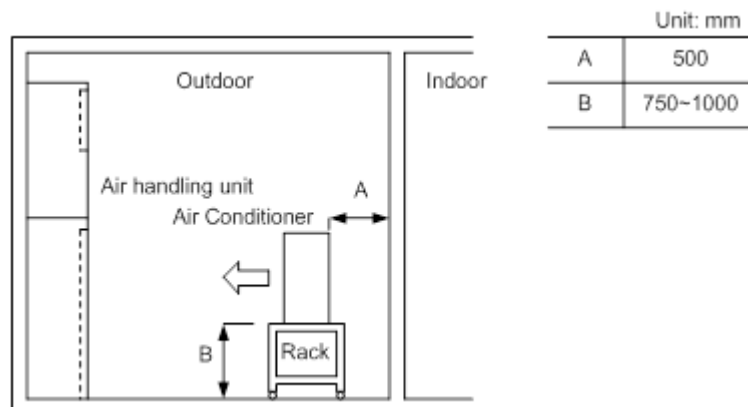 Unit: mm
A 500
B 750~1000
Outdoor
Indoor
Air handling unit
A
Air Conditioner
B
Rack